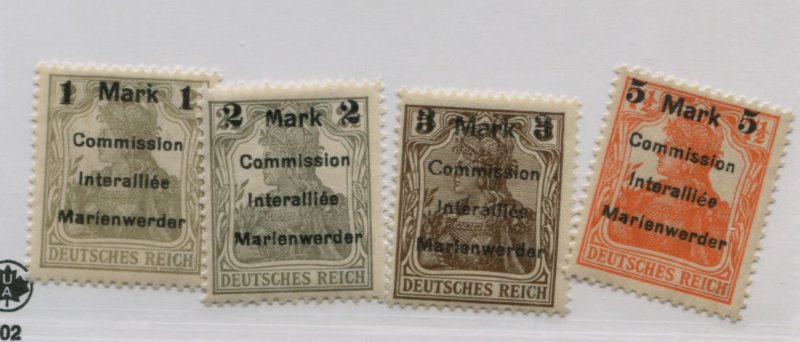 1 Mark 1
Commission
Interalliée
Marienwerder
DEUTSCHES REICH
2 Mark 2
Commission
Interalliée
Marienwerder
DEUTSCHES REICH
3 Mark 3
Commission
Interalliée
Marienwerder
DEUTSCHES REICH
5 Mark 5
Commission
Interalliée
Marienwerder
DEUTSCHES REICH
02